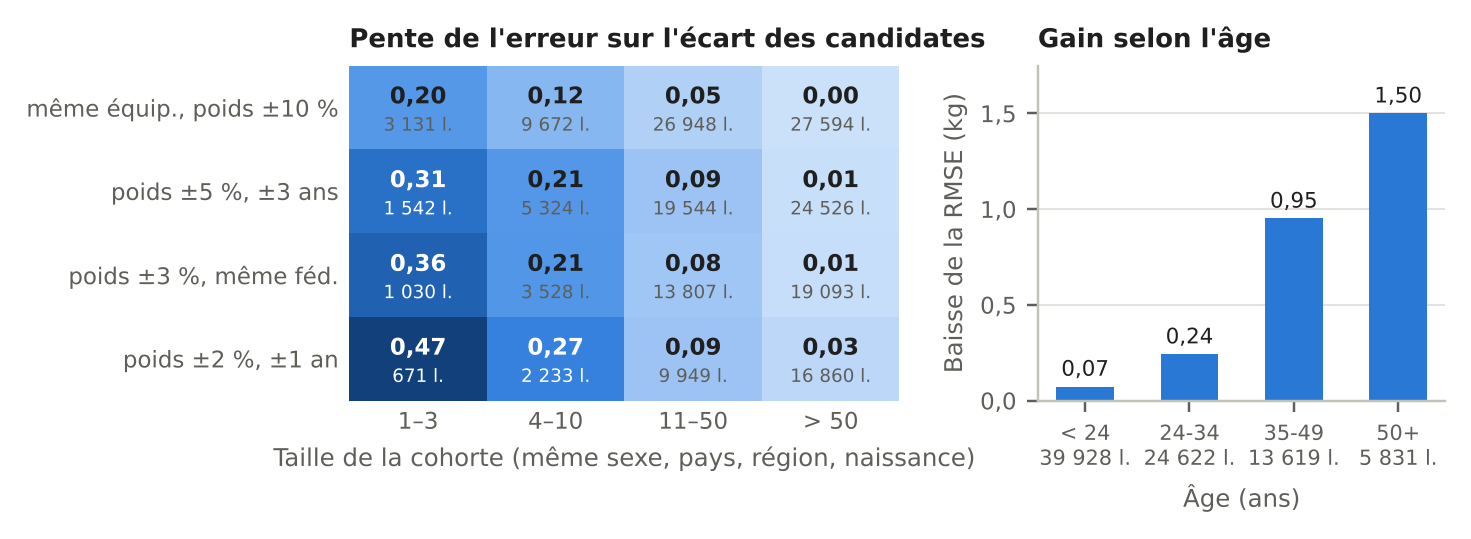 Pente de l'erreur sur l'écart des candidates
même équip., poids ±10 %
0,20
0,12
0,05
0,00
3 131 l.
9 672 l.
26 948 l.
27 594 l.
poids ±5 %, ±3 ans
0,31
0,21
0,09
0,01
1 542 l.
5 324 l.
19 544 l.
24 526 l.
poids ±3 %, même féd.
0,36
0,21
0,08
0,01
1 030 l.
3 528 l.
13 807 l.
19 093 l.
poids ±2 %, ±1 an
0,47
0,27
0,09
0,03
671 l.
2 233 l.
9 949 l.
16 860 l.
1–3
4–10
11–50
> 50
Taille de la cohorte (même sexe, pays, région, naissance)
Gain selon l'âge
Baisse de la RMSE (kg)
1,5
1,0
0,5
0,0
0,07
0,24
0,95
1,50
< 24
24-34
35-49
50+
39 928 l.
24 622 l.
13 619 l.
5 831 l.
Âge (ans)